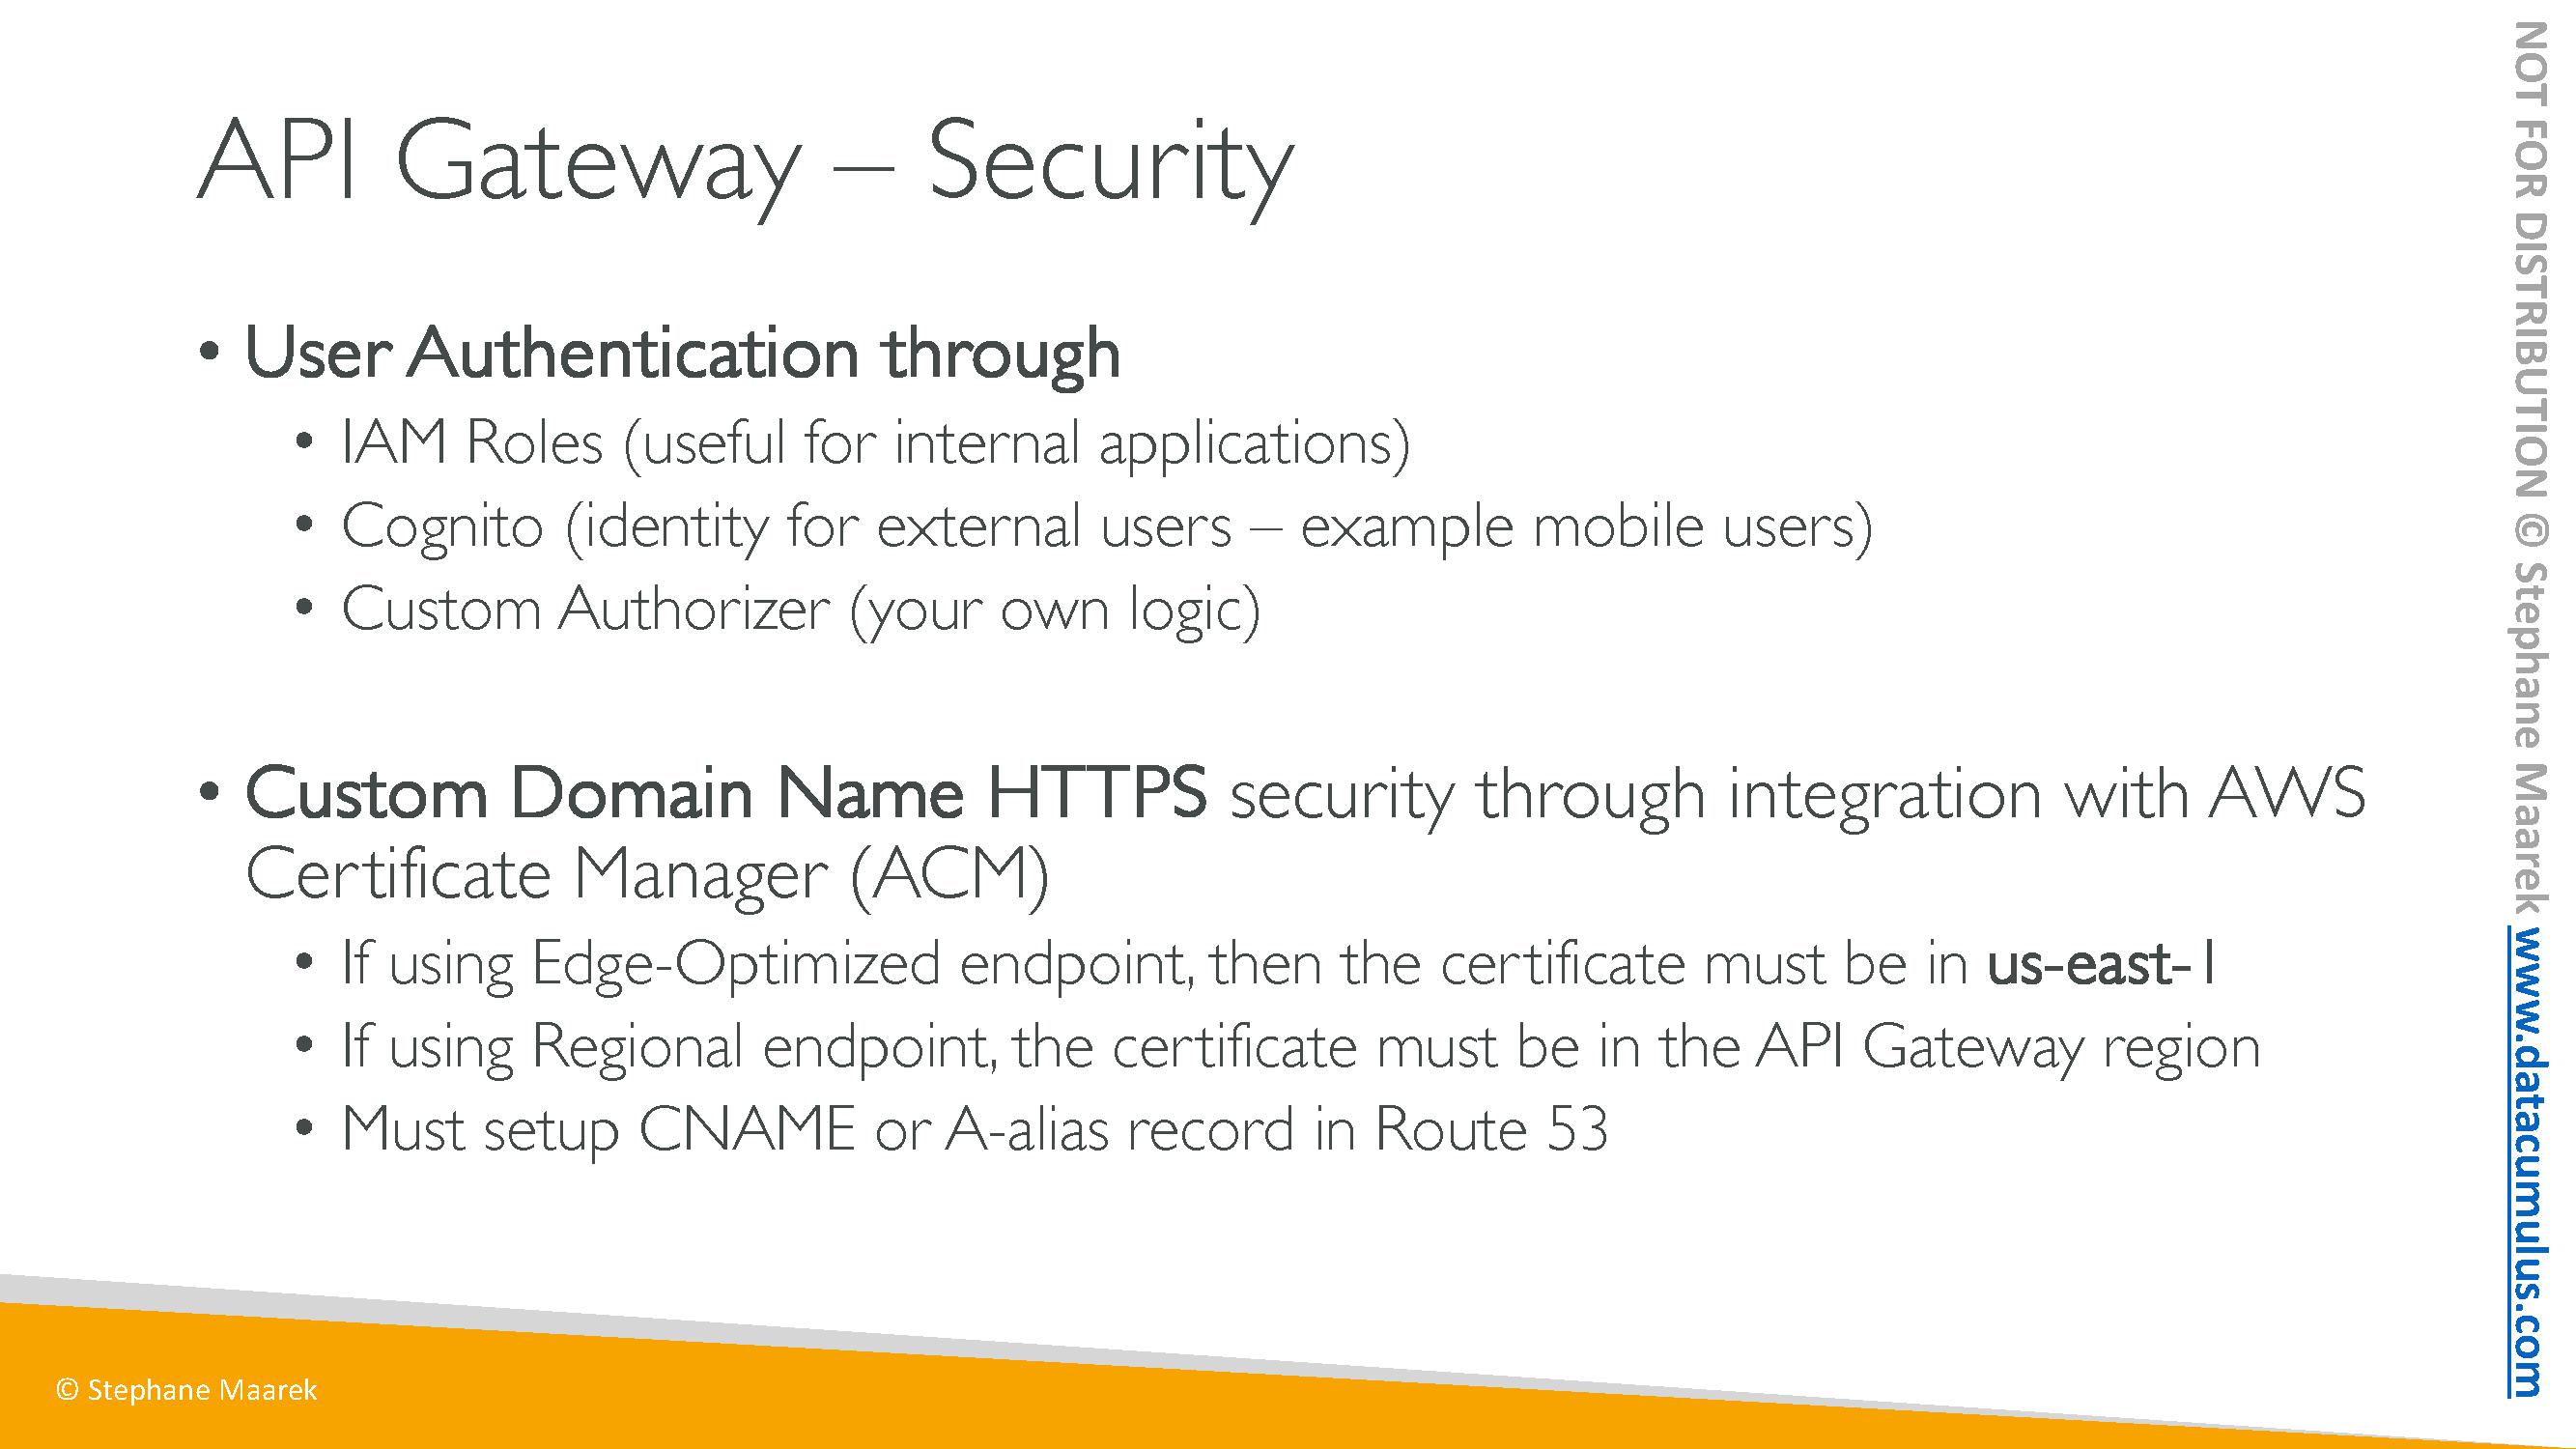 API Gateway – Security
• User Authentication through
• IAM Roles (useful for internal applications)
• Cognito (identity for external users – example mobile users)
• Custom Authorizer (your own logic)
• Custom Domain Name HTTPS security through integration with AWS
Certificate Manager (ACM)
• If using Edge-Optimized endpoint, then the certificate must be in us-east-1
• If using Regional endpoint, the certificate must be in the API Gateway region
• Must setup CNAME or A-alias record in Route 53
© Stephane Maarek
NOT FOR DISTRIBUTION © Stephane Maarek www.datacumulus.com